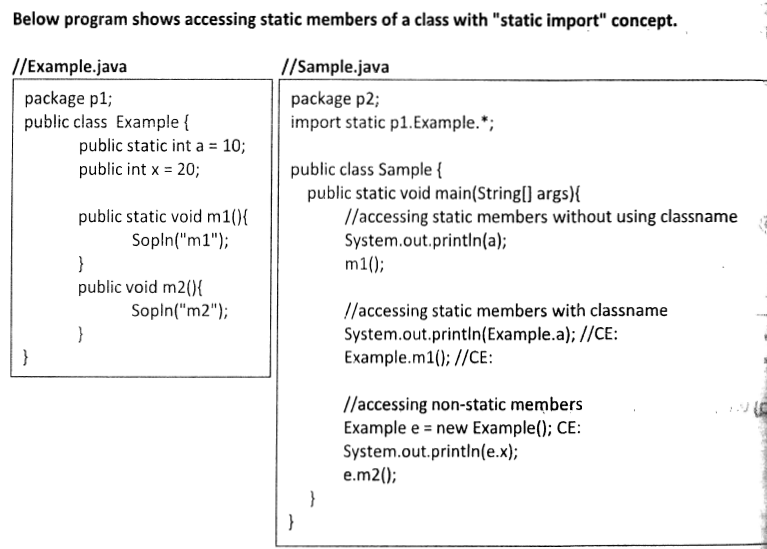 Below program shows accessing static members of a class with "static import" concept.
//Example.java
package p1;
public class Example {
public static int a = 10;
public int x = 20;
public static void m1(){
Sopln("m1");
}
public void m2(){
Sopln("m2");
}
}
//Sample.java
package p2;
import static p1.Example.*;
public class Sample {
public static void main(String[] args){
//accessing static members without using classname
System.out.println(a);
m1();
//accessing static members with classname
System.out.println(Example.a); //CE:
Example.m1(); //CE:
//accessing non-static members
Example e = new Example(); CE:
System.out.println(e.x);
e.m2();
}
}